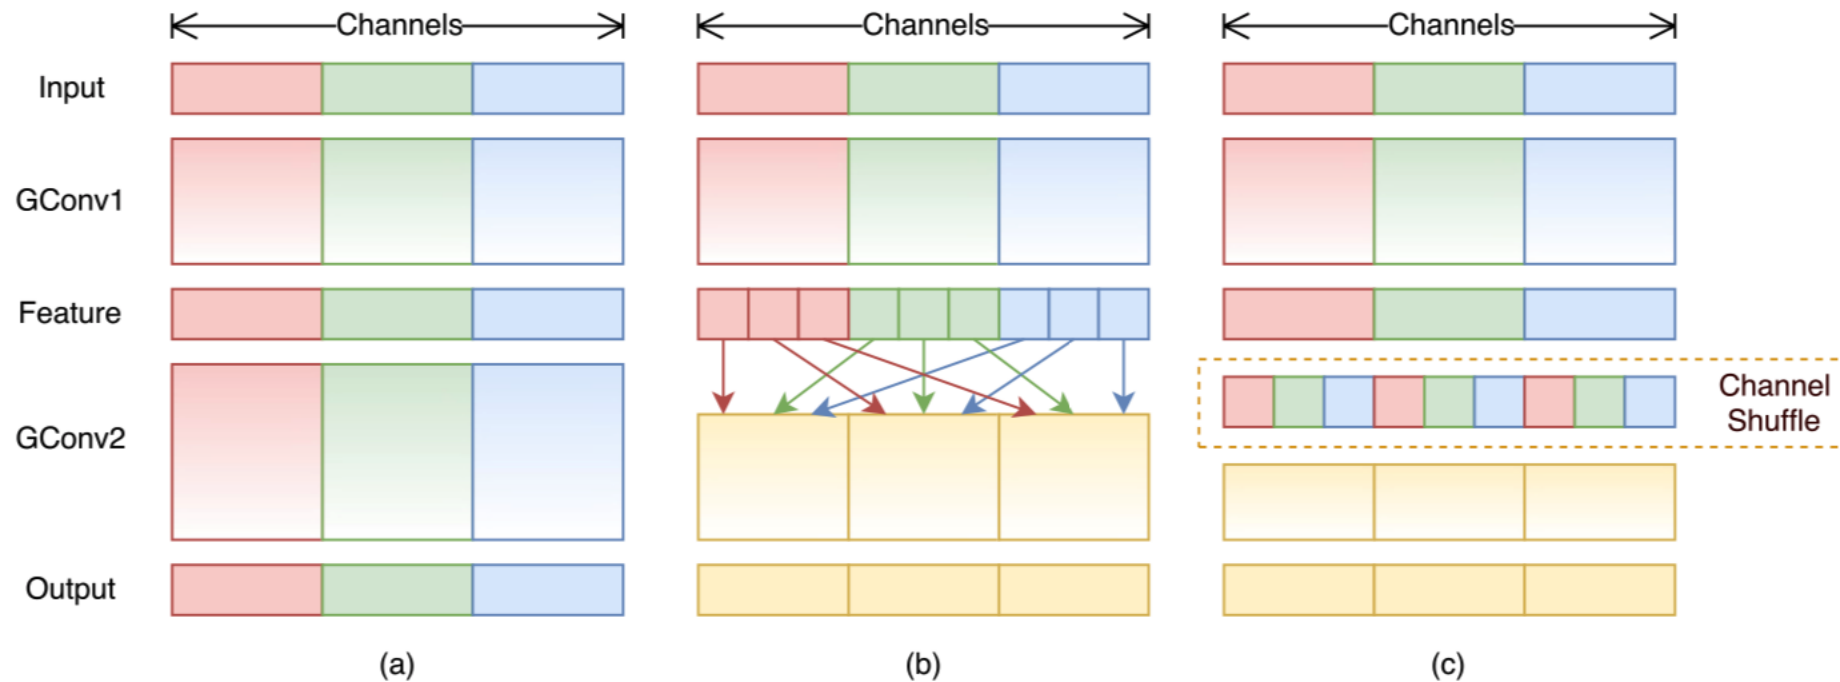 Channels Channels Channels
Input
GConv1
Feature
Channel
Shuffle
GConv2
Output
(a) (b) (c)